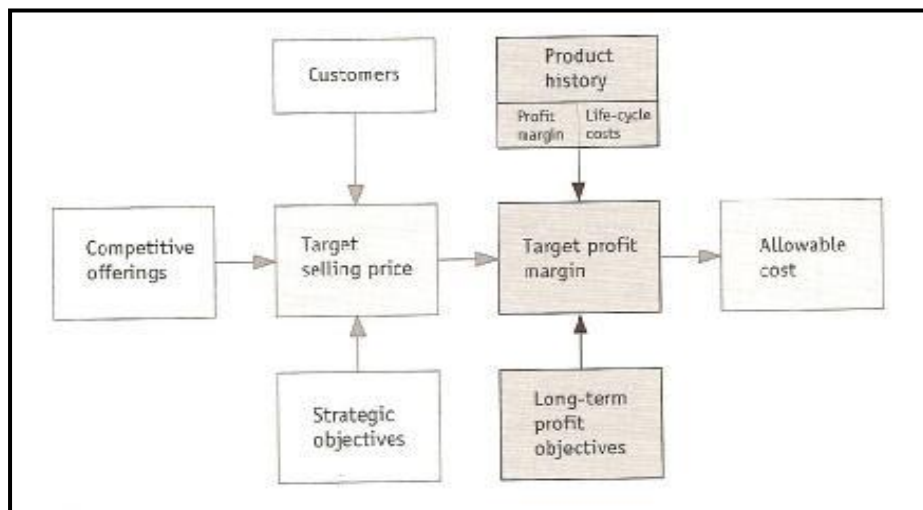 Customers
Product
history
Profit
margin
Life-cycle
costs
Competitive
offerings
Target
selling price
Target profit
margin
Allowable
cost
Strategic
objectives
Long-term
profit
objectives